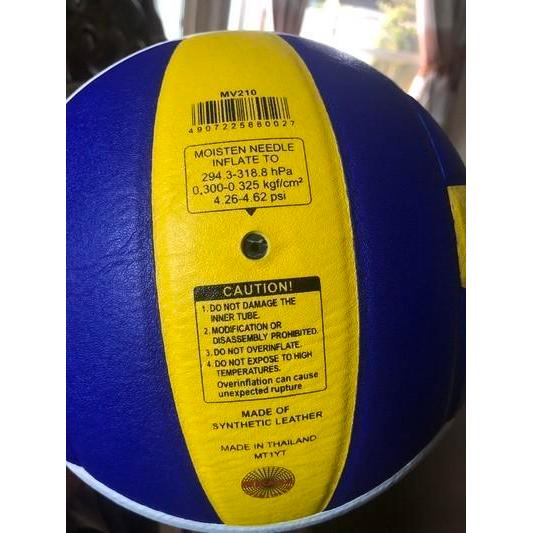 MV210
4907225880027
MOISTEN NEEDLE
INFLATE TO
294.3-318.8 hPa
0.300-0.325 kgf/cm²
4.26-4.62 psi
CAUTION!
1. DO NOT DAMAGE THE
INNER TUBE.
2. MODIFICATION OR
DISASSEMBLY PROHIBITED.
3. DO NOT OVERINFLATE.
4. DO NOT EXPOSE TO HIGH
TEMPERATURES.
Overinflation can cause
unexpected rupture
MADE OF
SYNTHETIC LEATHER
MADE IN THAILAND
MT1YT